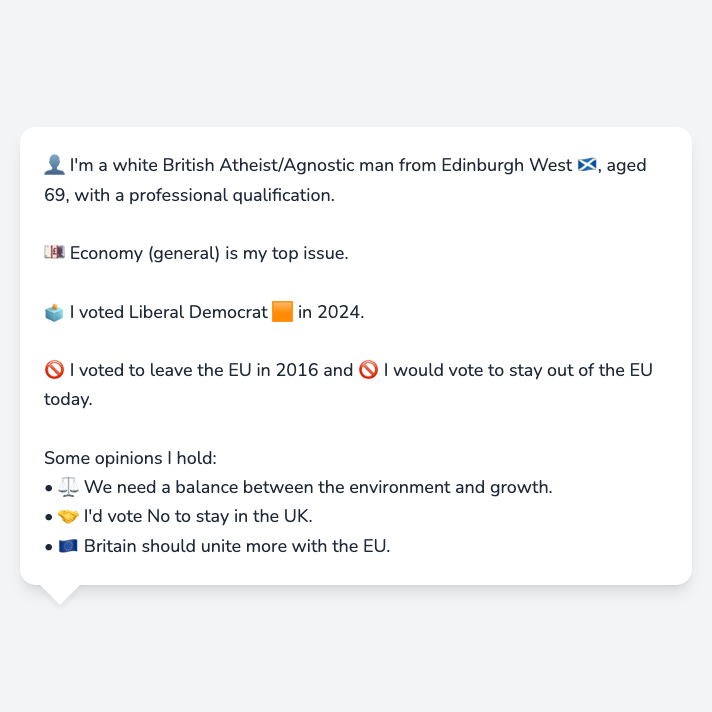 👤 I'm a white British Atheist/Agnostic man from Edinburgh West 🏴󠁧󠁢󠁳󠁣󠁴󠁿, aged
69, with a professional qualification.
💷 Economy (general) is my top issue.
🗳️ I voted Liberal Democrat 🟧 in 2024.
🚫 I voted to leave the EU in 2016 and 🚫 I would vote to stay out of the EU
today.
Some opinions I hold:
• ⚖️ We need a balance between the environment and growth.
• 🤝 I'd vote No to stay in the UK.
• 🇪🇺 Britain should unite more with the EU.